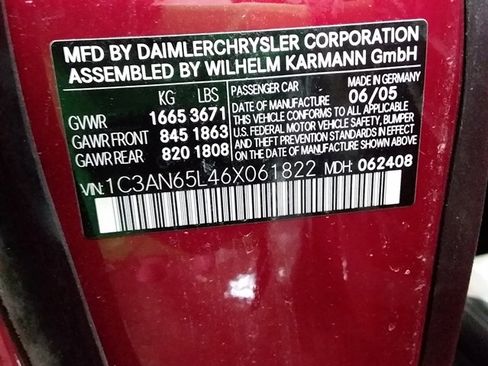 MFD BY DAIMLERCHRYSLER CORPORATION
ASSEMBLED BY WILHELM KARMANN GmbH
KG LBS PASSENGER CAR MADE IN GERMANY
DATE OF MANUFACTURE 06/05
GVWR 1665 3671 THIS VEHICLE CONFORMS TO ALL APPLICABLE
GAWR FRONT 845 1863 U.S. FEDERAL MOTOR VEHICLE SAFETY, BUMPER
GAWR REAR 820 1808 AND THEFT PREVENTION STANDARDS IN EFFECT
ON THE DATE OF MANUFACTURE SHOWN ABOVE.
VIN: 1C3AN65L46X061822 MDH: 062408